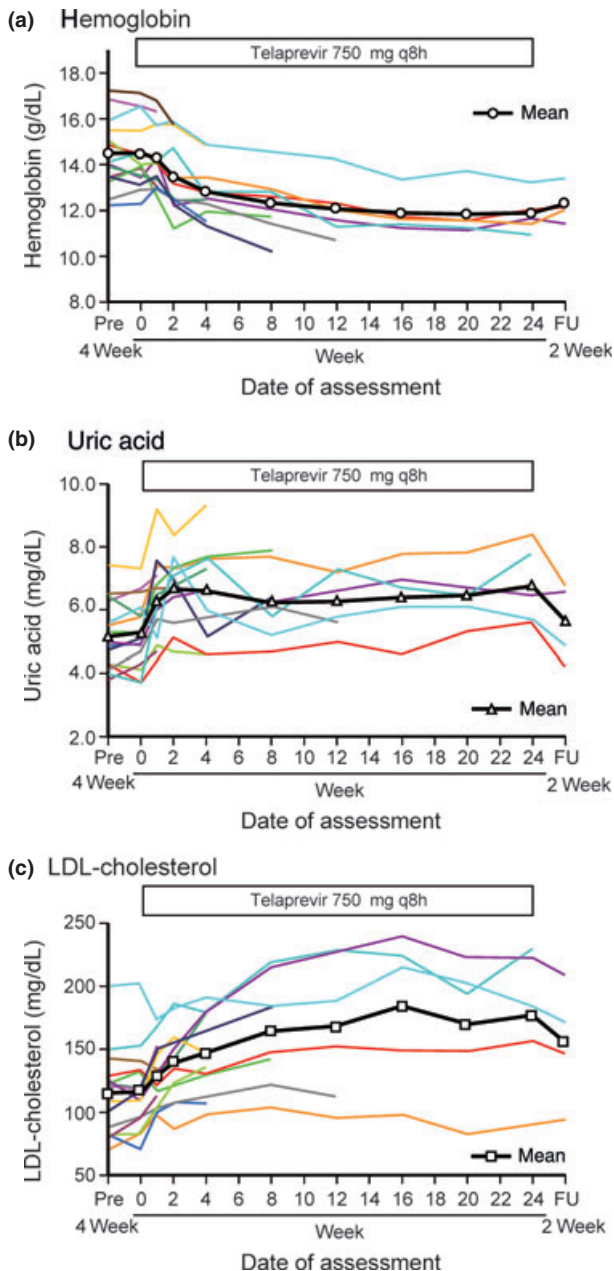 (a) Hemoglobin
Telaprevir 750 mg q8h
18.0
16.0
14.0
12.0
10.0
8.0
Hemoglobin (g/dL)
Mean
Pre 0 2 4 6 8 10 12 14 16 18 20 22 24 FU
4 Week Week 2 Week
Date of assessment
(b) Uric acid
Telaprevir 750 mg q8h
10.0
8.0
6.0
4.0
2.0
Uric acid (mg/dL)
Mean
Pre 0 2 4 6 8 10 12 14 16 18 20 22 24 FU
4 Week Week 2 Week
Date of assessment
(c) LDL-cholesterol
Telaprevir 750 mg q8h
250
200
150
100
50
LDL-cholesterol (mg/dL)
Mean
Pre 0 2 4 6 8 10 12 14 16 18 20 22 24 FU
4 Week Week 2 Week
Date of assessment